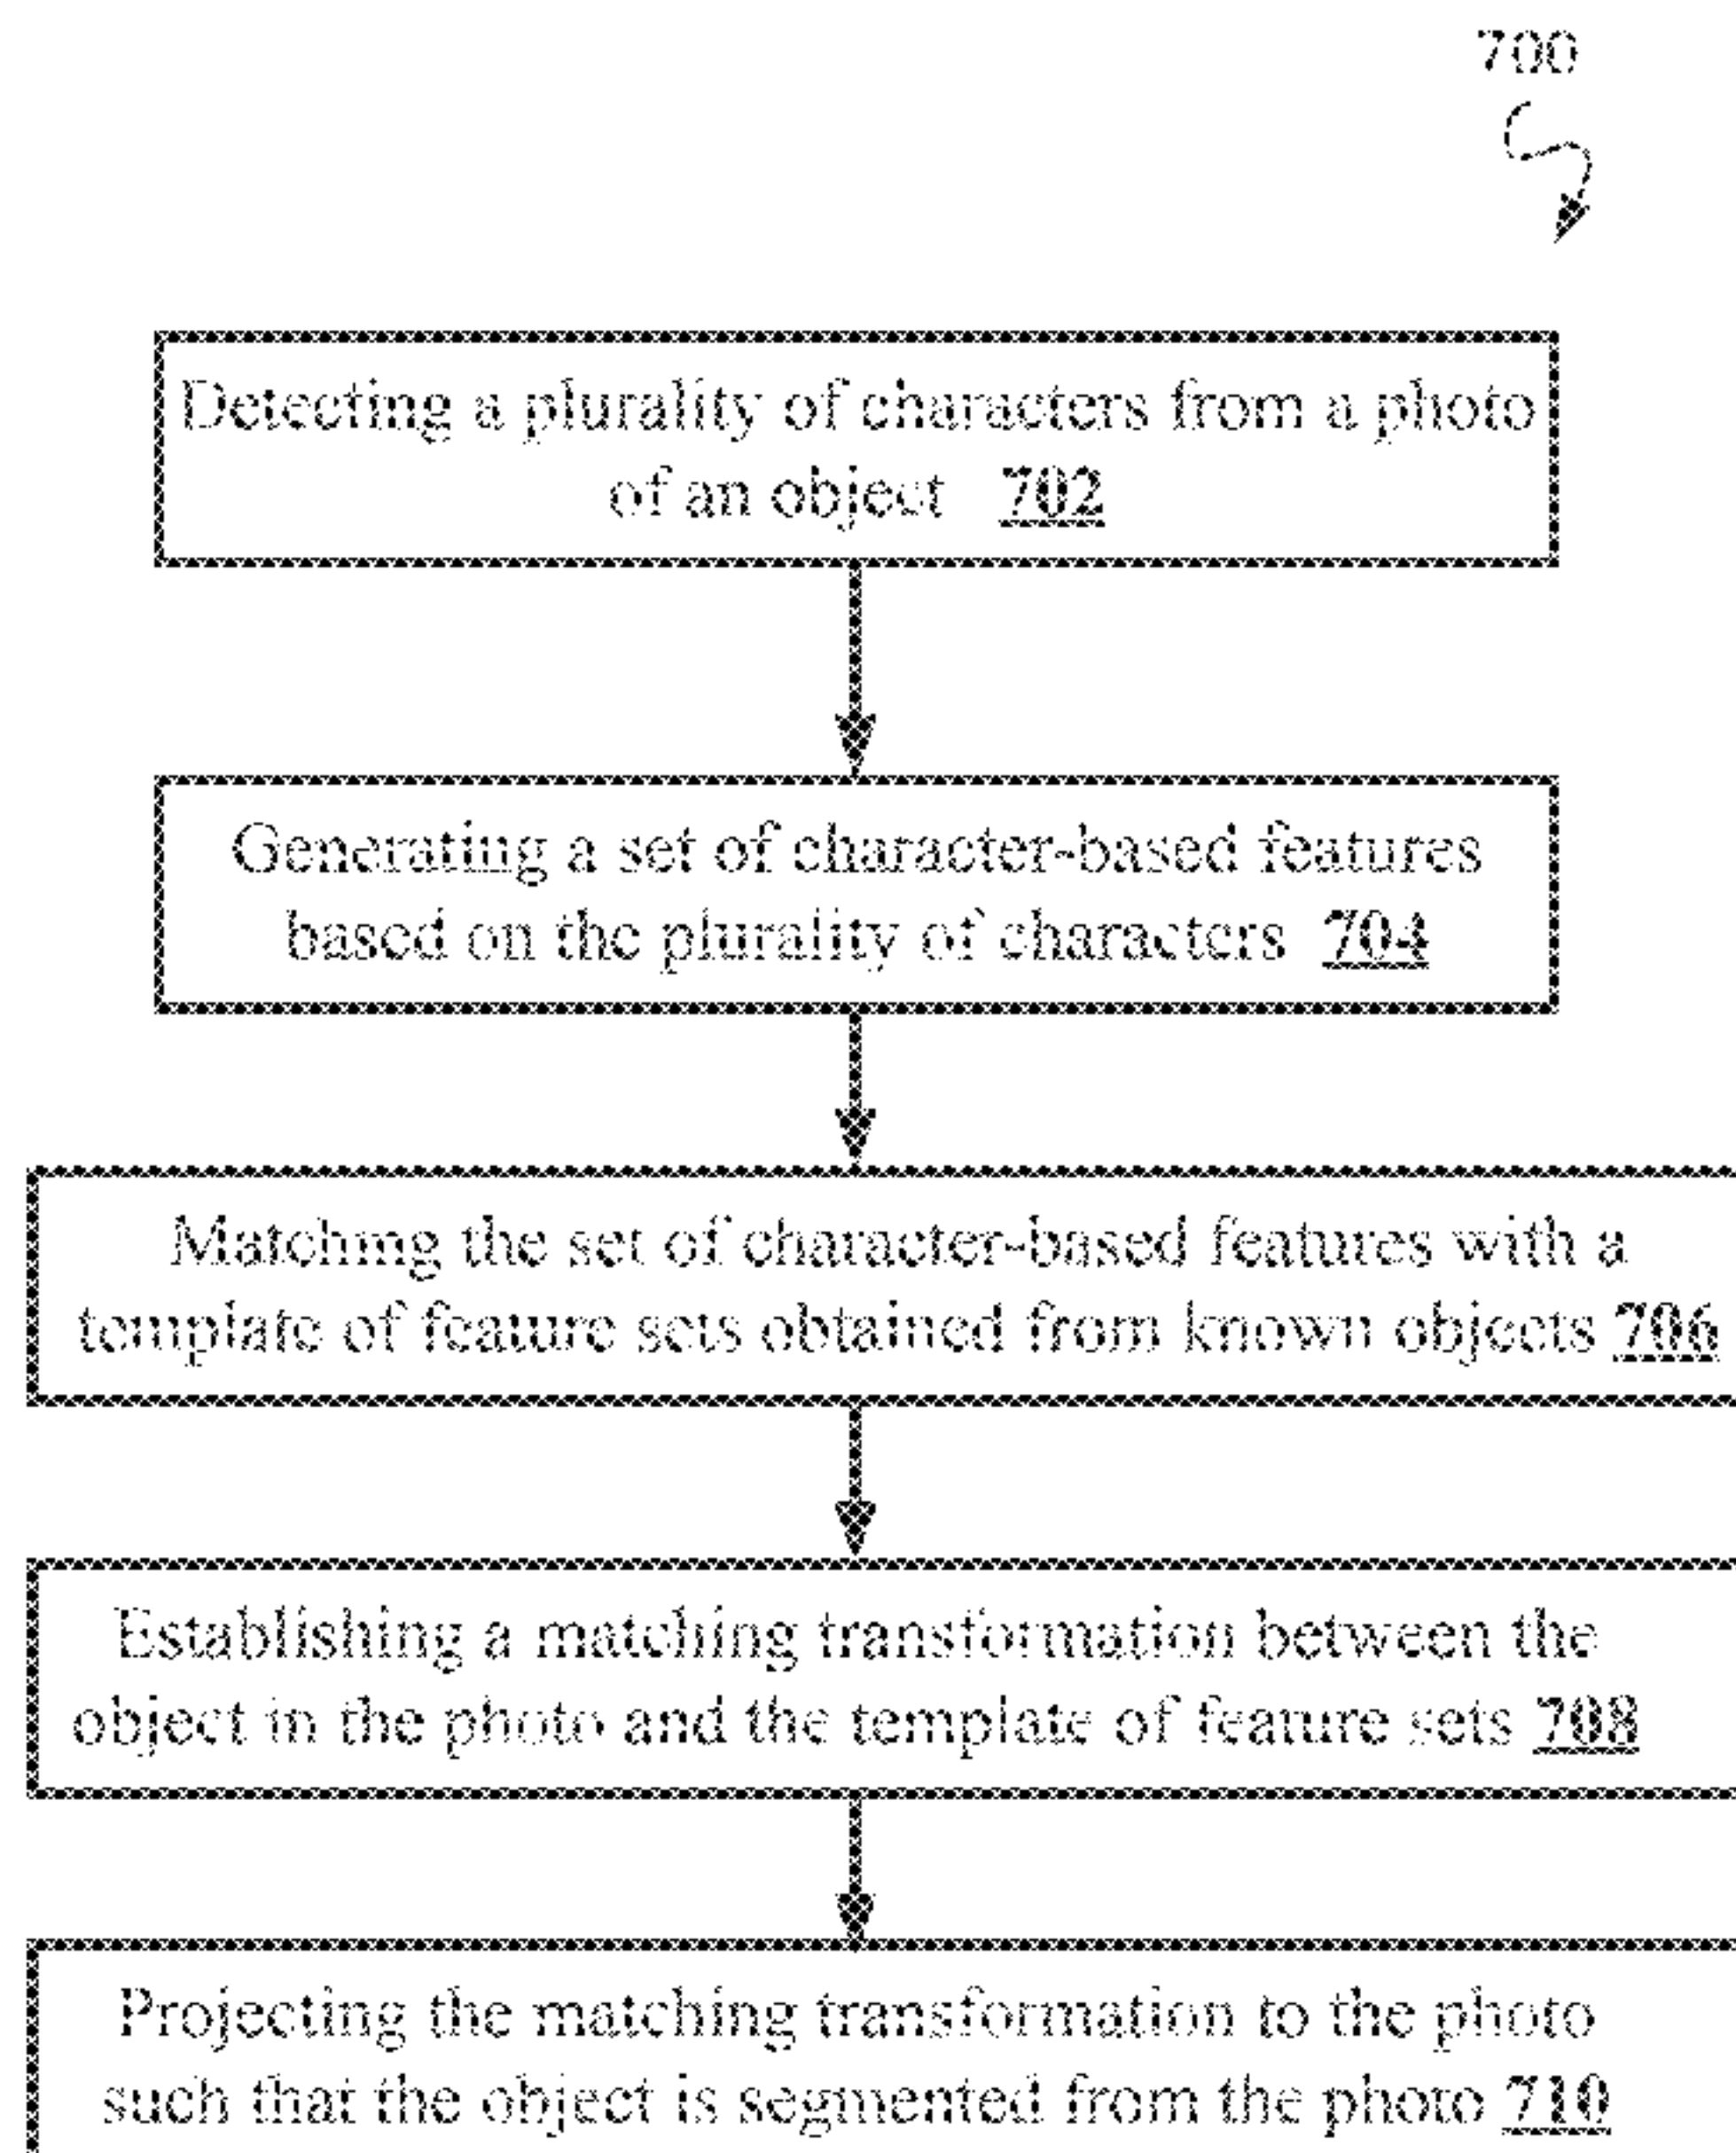 700
Detecting a plurality of characters from a photo
of an object 702
Generating a set of character-based features
based on the plurality of characters 704
Matching the set of character-based features with a
template of feature sets obtained from known objects 706
Establishing a matching transformation between the
object in the photo and the template of feature sets 708
Projecting the matching transformation to the photo
such that the object is segmented from the photo 710